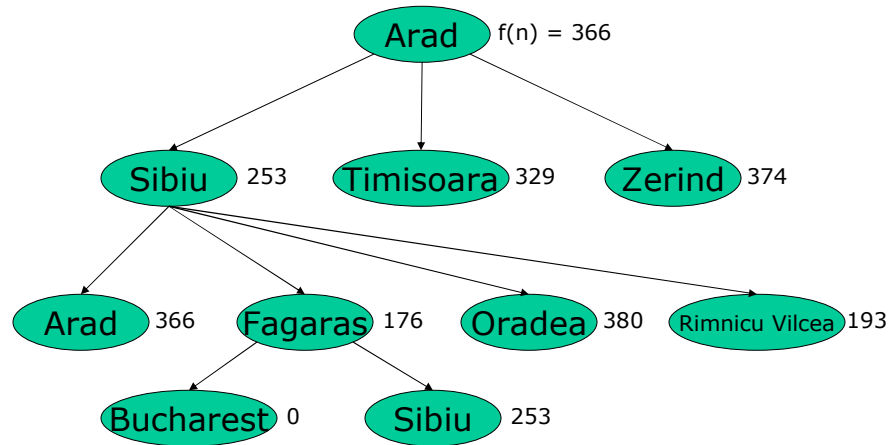 Arad f(n) = 366
Sibiu 253 Timisoara 329 Zerind 374
Arad 366 Fagaras 176 Oradea 380 Rimnicu Vilcea 193
Bucharest 0 Sibiu 253